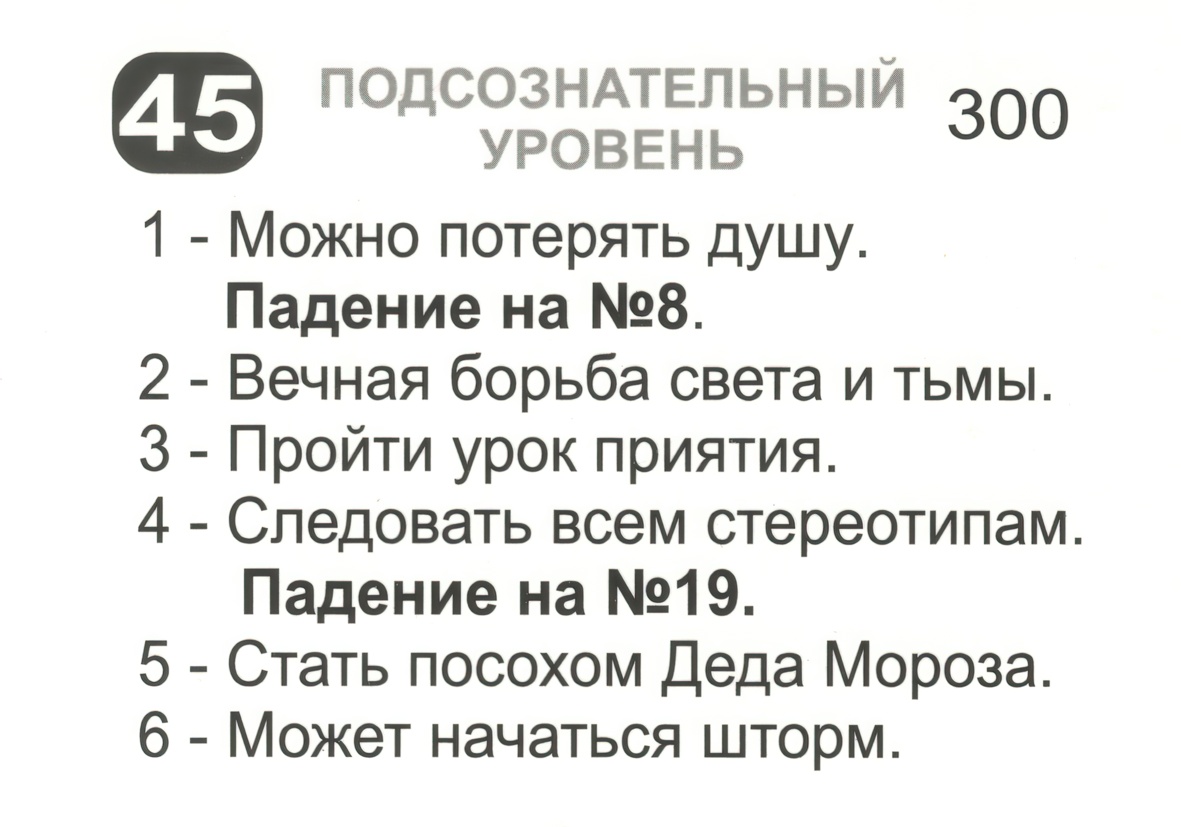 45 ПОДСОЗНАТЕЛЬНЫЙ УРОВЕНЬ 300
1 - Можно потерять душу.
Падение на №8.
2 - Вечная борьба света и тьмы.
3 - Пройти урок приятия.
4 - Следовать всем стереотипам.
Падение на №19.
5 - Стать посохом Деда Мороза.
6 - Может начаться шторм.